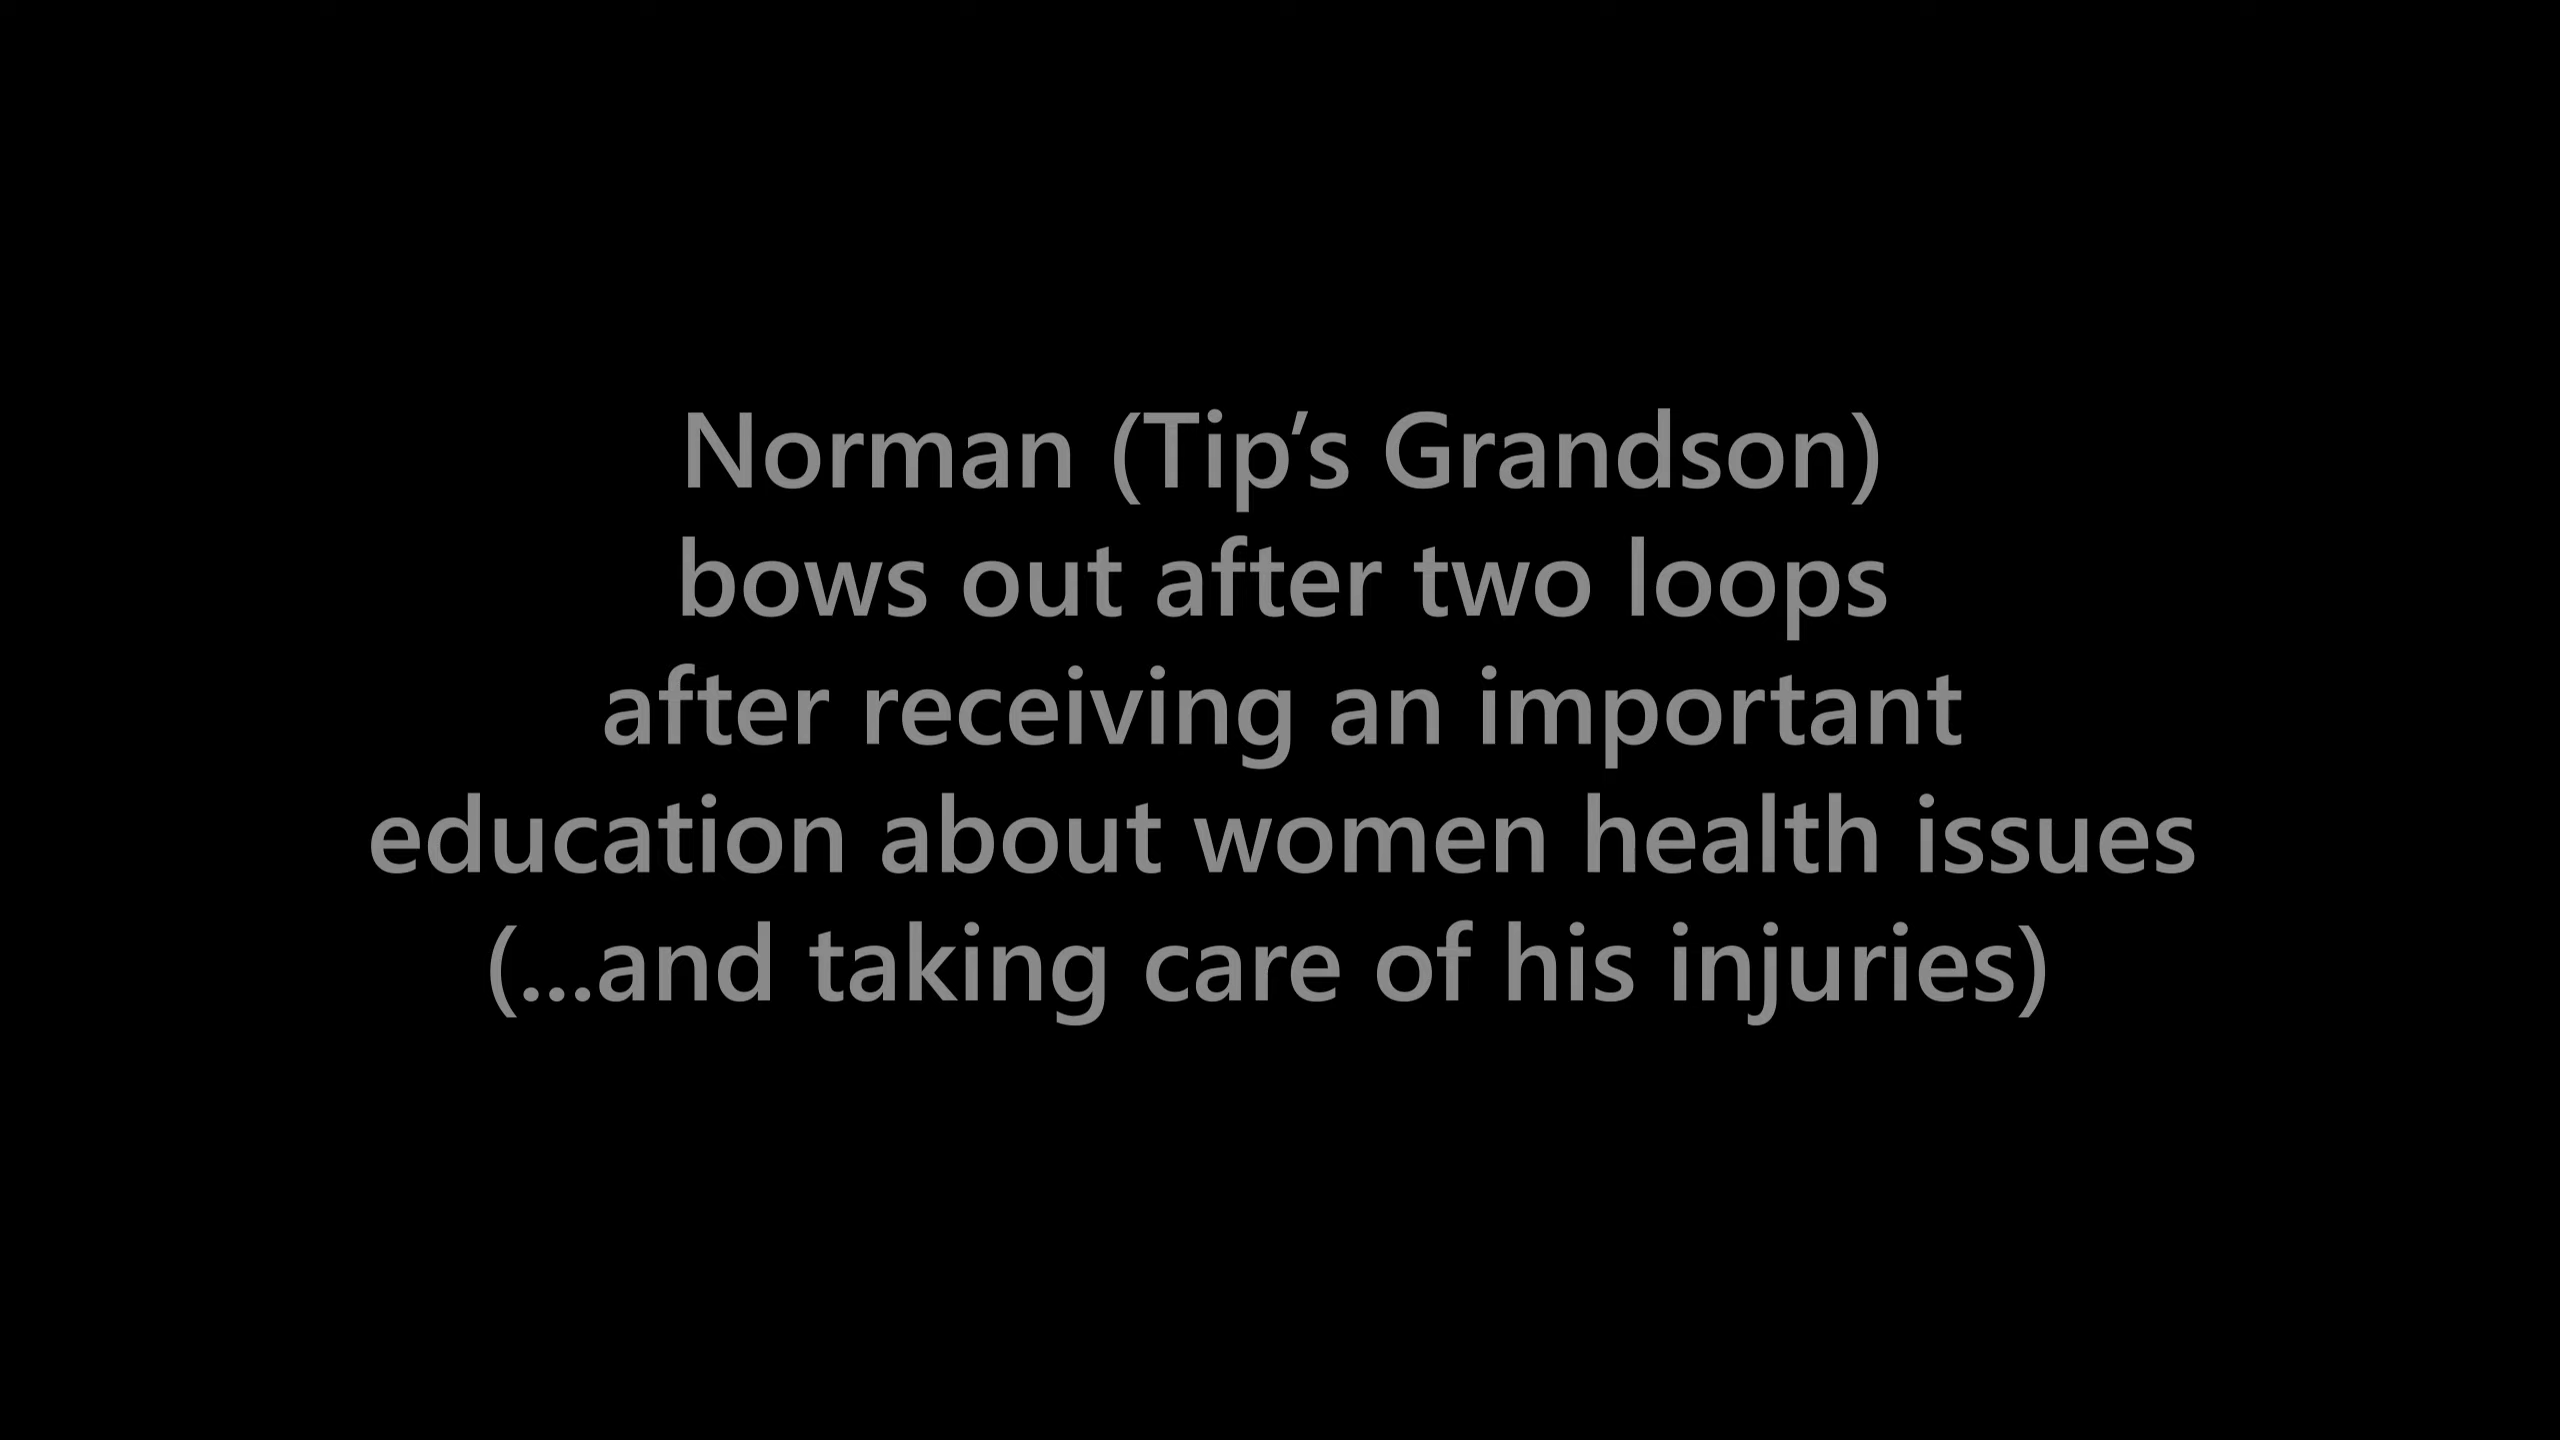 Norman (Tip’s Grandson)
bows out after two loops
after receiving an important
education about women health issues
(...and taking care of his injuries)